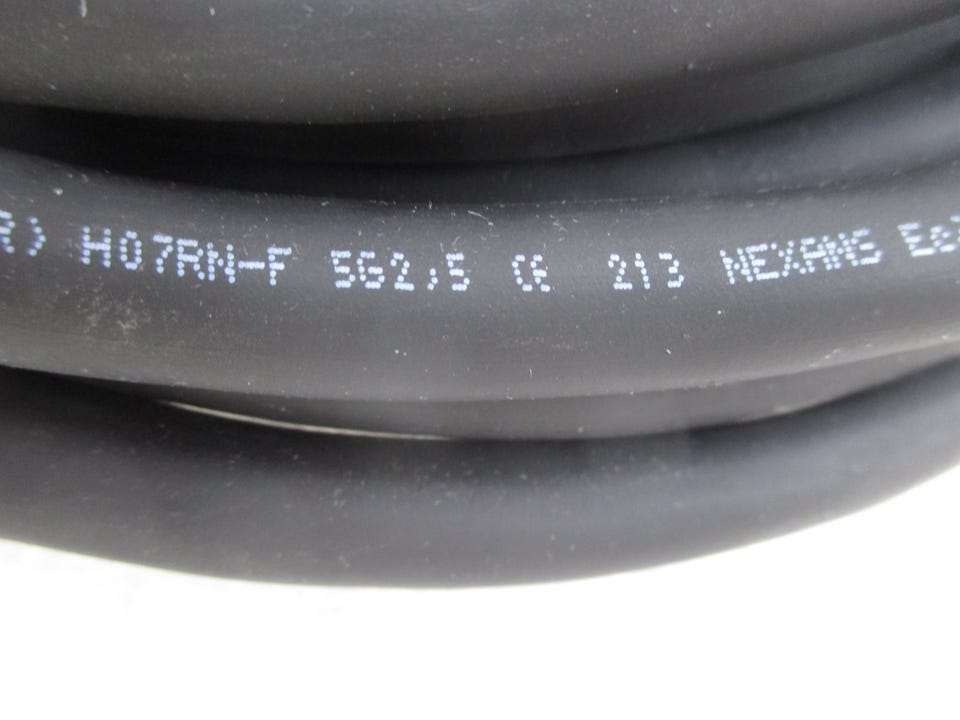 R) H07RN-F 5G2,5 CE 213 NEXANS